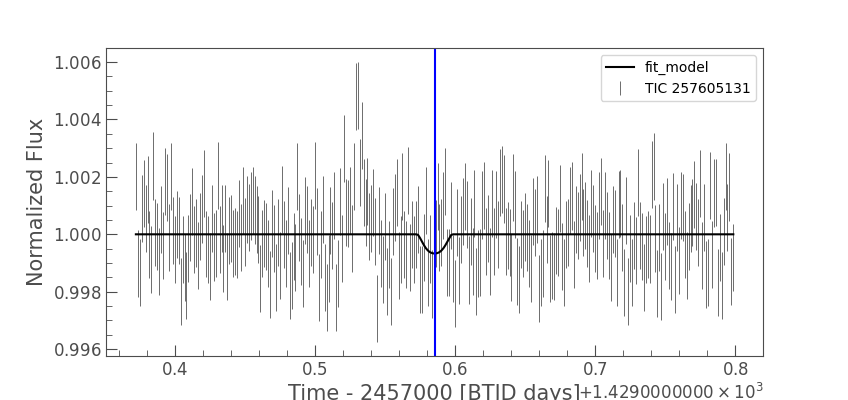 fit_model
TIC 257605131
1.006
1.004
1.002
1.000
0.998
0.996
Normalized Flux
0.4 0.5 0.6 0.7 0.8
Time - 2457000 [BTJD days]
+1.4290000000 × 10³